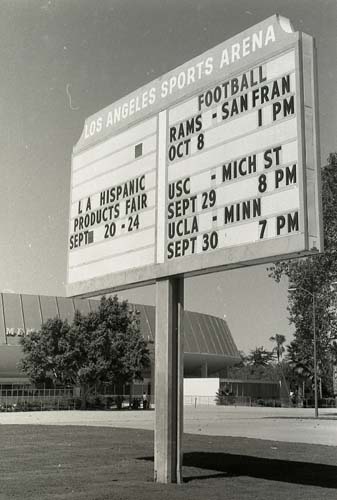 LOS ANGELES SPORTS ARENA
L A HISPANIC
PRODUCTS FAIR
SEPT 20 - 24
FOOTBALL
RAMS - SAN FRAN
OCT 8 1 PM
USC - MICH ST
SEPT 29 8 PM
UCLA - MINN
SEPT 30 7 PM